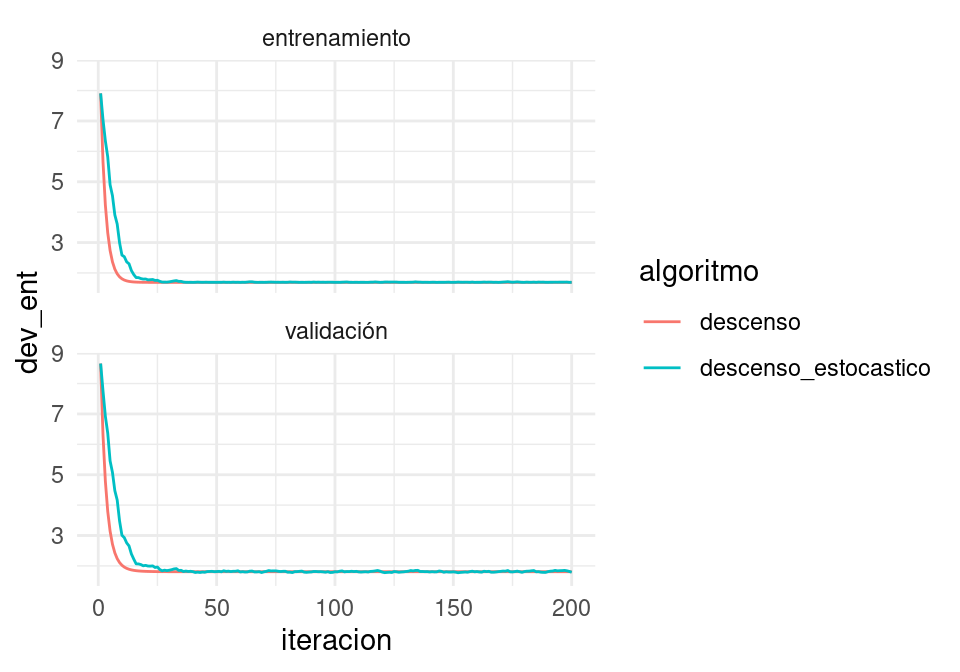 entrenamiento
9
7
5
3
validación
9
7
5
3
0 50 100 150 200
iteracion
dev_ent
algoritmo
descenso
descenso_estocastico